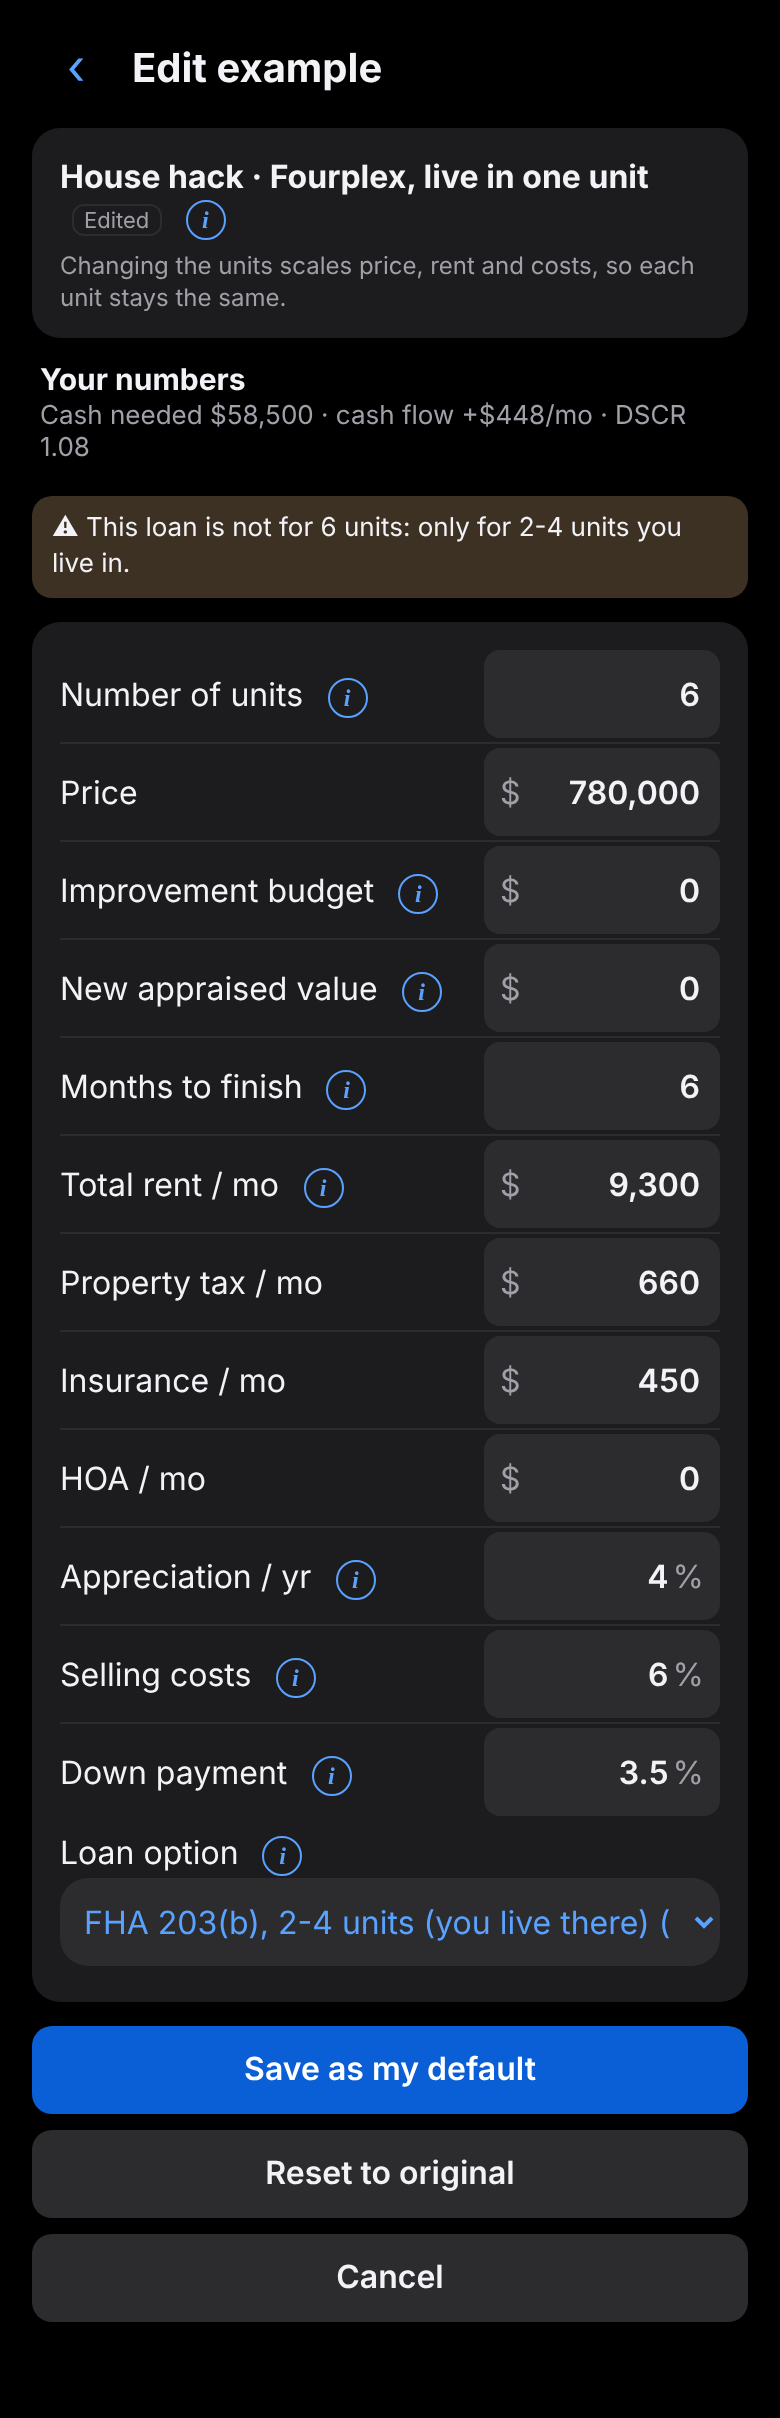 ‹ Edit example
House hack · Fourplex, live in one unit
Edited i
Changing the units scales price, rent and costs, so each
unit stays the same.
Your numbers
Cash needed $58,500 · cash flow +$448/mo · DSCR
1.08
⚠ This loan is not for 6 units: only for 2-4 units you
live in.
Number of units i 6
Price $ 780,000
Improvement budget i $ 0
New appraised value i $ 0
Months to finish i 6
Total rent / mo i $ 9,300
Property tax / mo $ 660
Insurance / mo $ 450
HOA / mo $ 0
Appreciation / yr i 4 %
Selling costs i 6 %
Down payment i 3.5 %
Loan option i
FHA 203(b), 2-4 units (you live there) (
Save as my default
Reset to original
Cancel